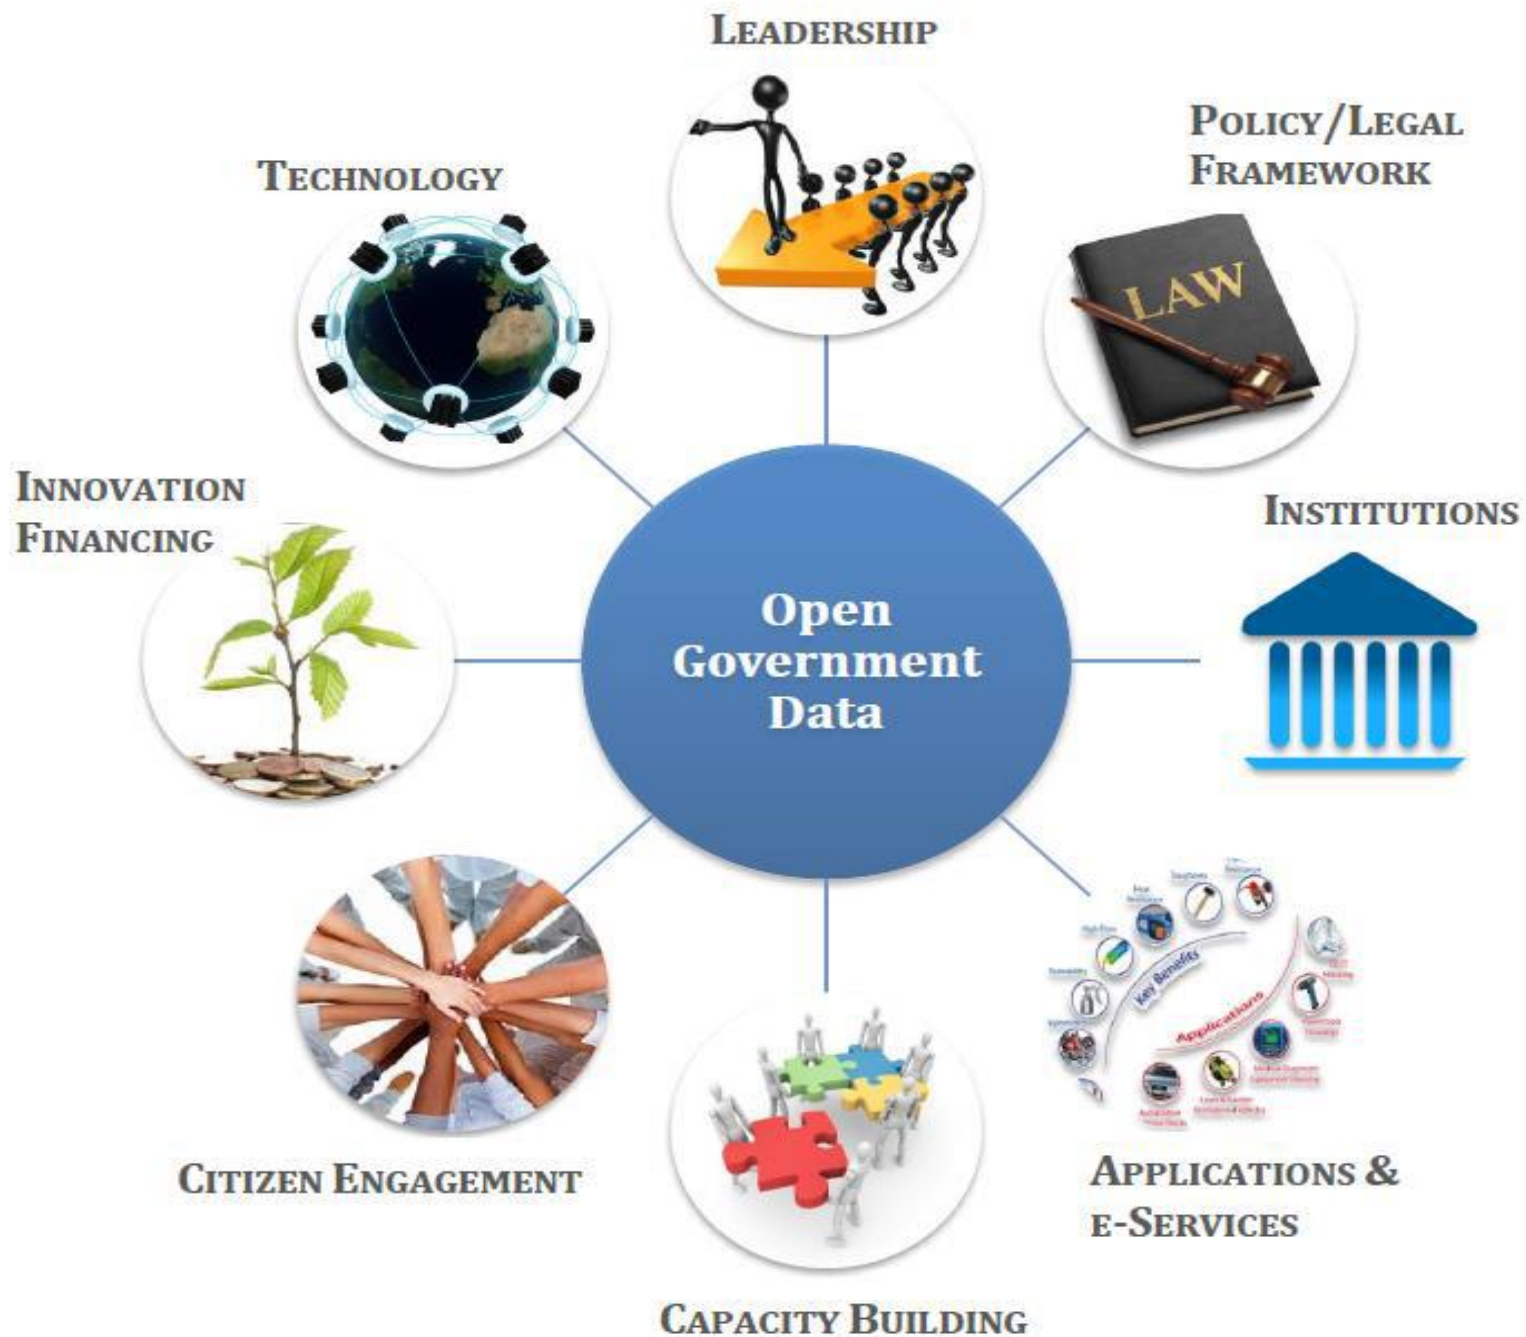 LEADERSHIP
POLICY/LEGAL
FRAMEWORK
TECHNOLOGY
LAW
INNOVATION
FINANCING
INSTITUTIONS
Open
Government
Data
Key Benefits
Applications
CITIZEN ENGAGEMENT
APPLICATIONS &
E-SERVICES
CAPACITY BUILDING